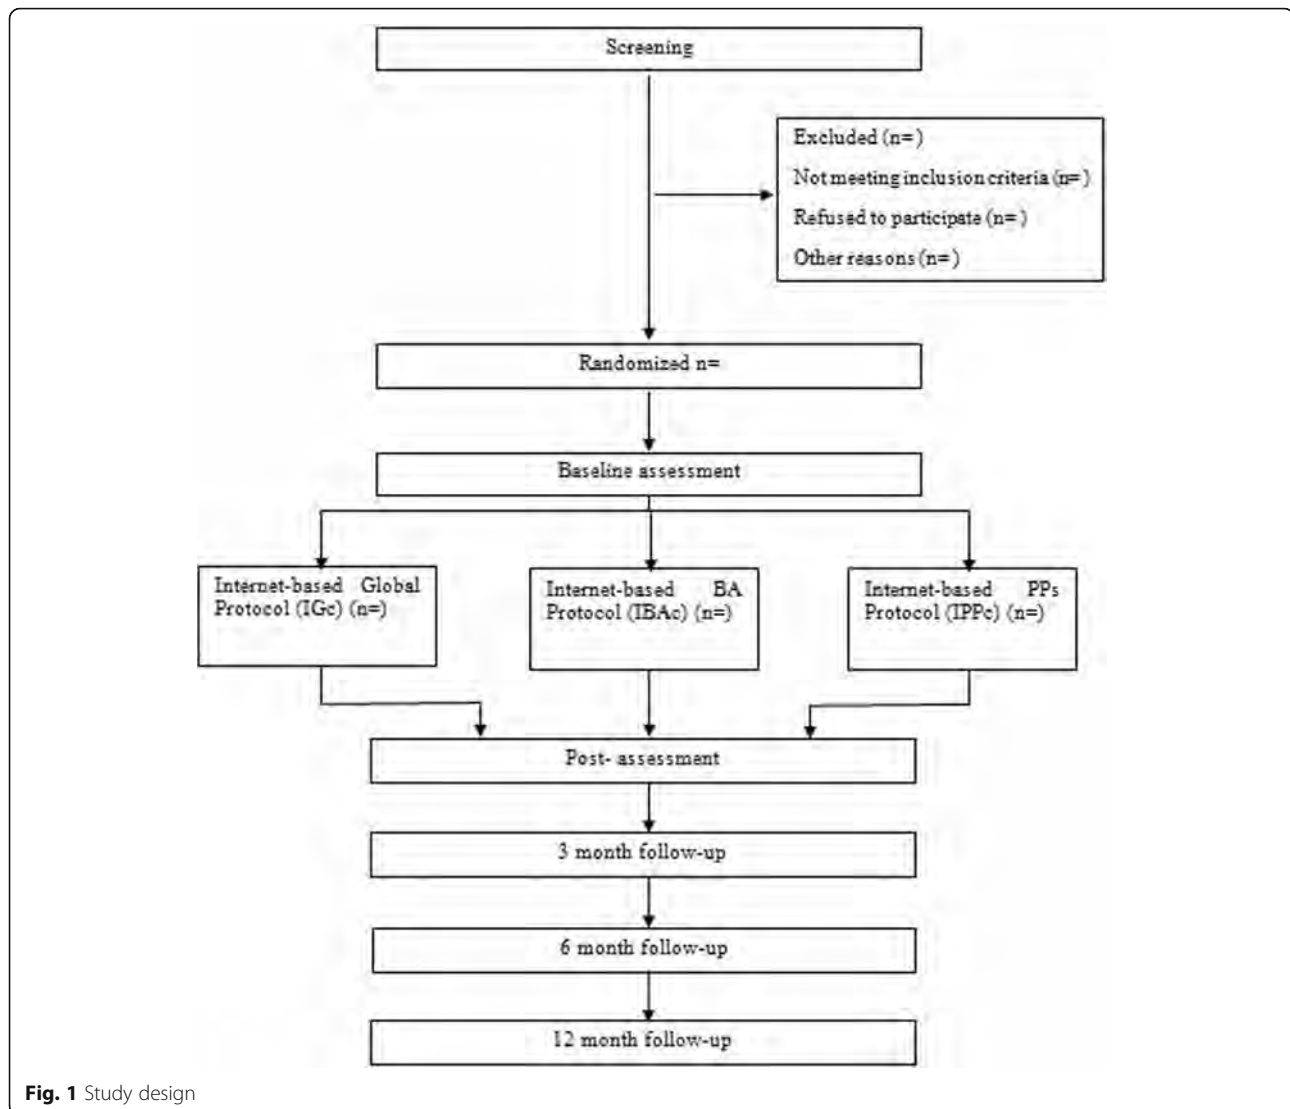 Screening
Excluded (n= )
Not meeting inclusion criteria (n= )
Refused to participate (n= )
Other reasons (n= )
Randomized n=
Baseline assessment
Internet-based Global
Protocol (IGc) (n=)
Internet-based BA
Protocol (IBAc) (n=)
Internet-based PPs
Protocol (IPPc) (n=)
Post- assessment
3 month follow-up
6 month follow-up
12 month follow-up
Fig. 1 Study design